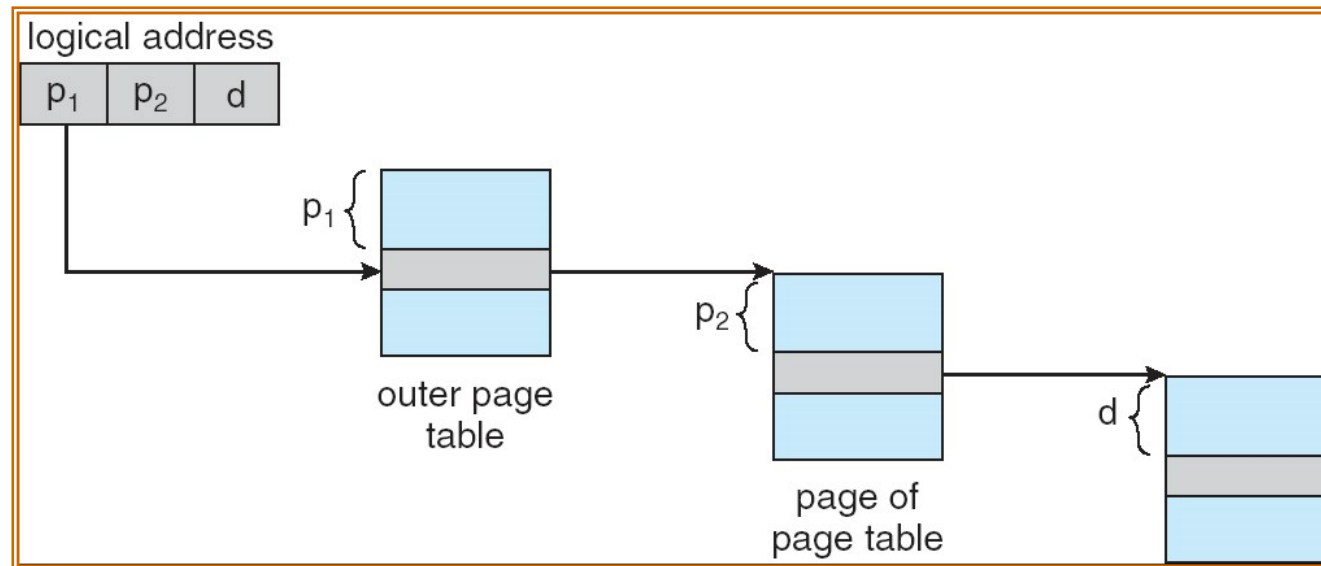 logical address
p₁ p₂ d
p₁
p₂
d
outer page
table
page of
page table